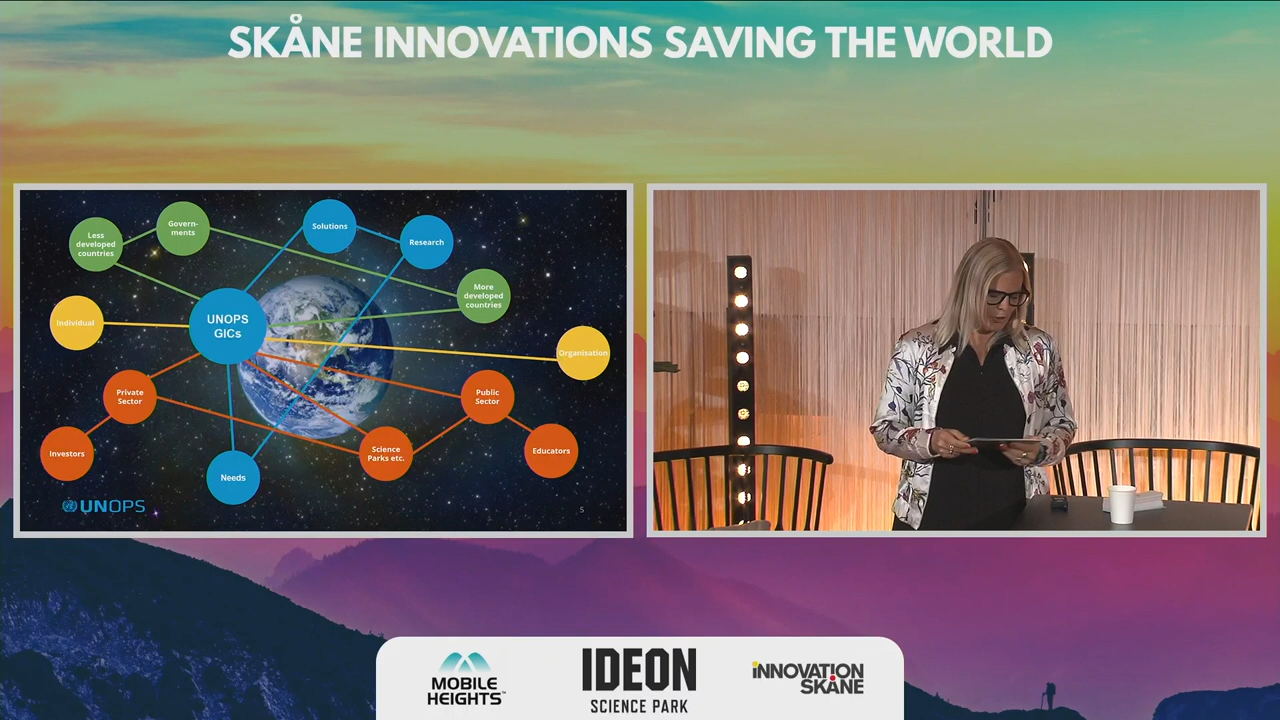 SKÅNE INNOVATIONS SAVING THE WORLD
Less
developed
countries
Govern-
ments
Solutions
Research
More
developed
countries
UNOPS
GICs
Individual
Organisation
Private
Sector
Public
Sector
Investors
Science
Parks etc.
Educators
Needs
UNOPS
5
MOBILE
HEIGHTS™
IDEON
SCIENCE PARK
INNOVATION
SKÅNE